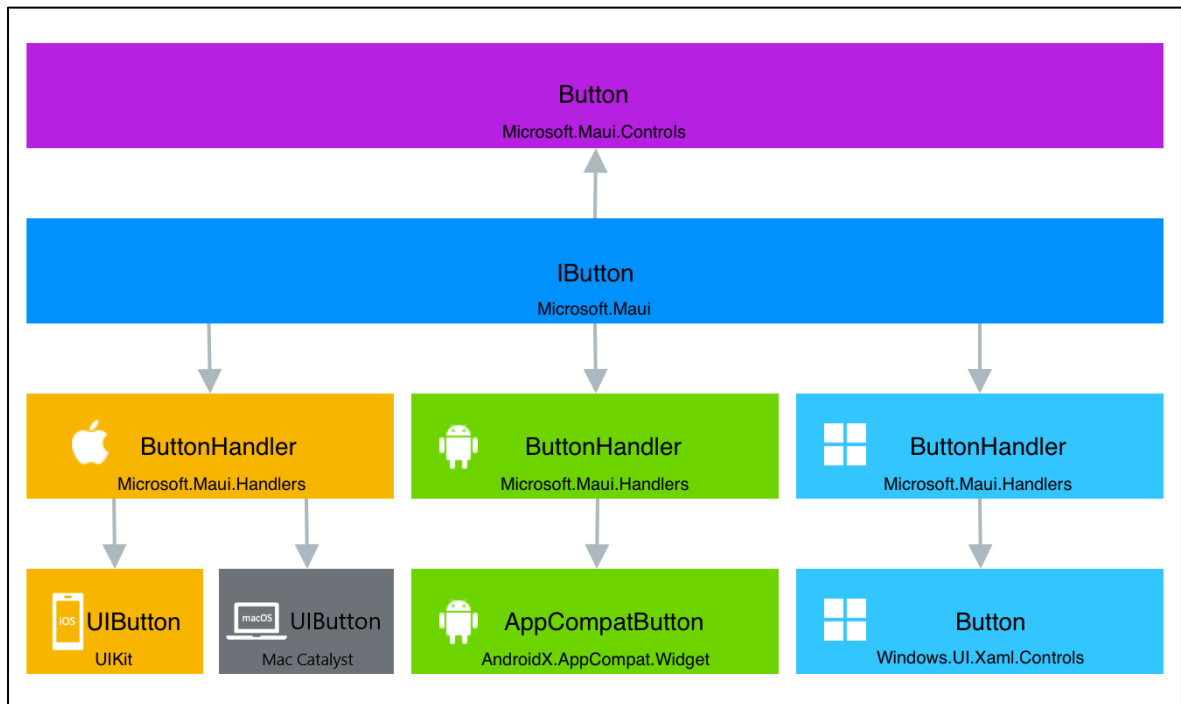 Button
Microsoft.Maui.Controls
IButton
Microsoft.Maui
ButtonHandler
Microsoft.Maui.Handlers
ButtonHandler
Microsoft.Maui.Handlers
ButtonHandler
Microsoft.Maui.Handlers
iOS
UIButton
UIKit
macOS
UIButton
Mac Catalyst
AppCompatButton
AndroidX.AppCompat.Widget
Button
Windows.UI.Xaml.Controls